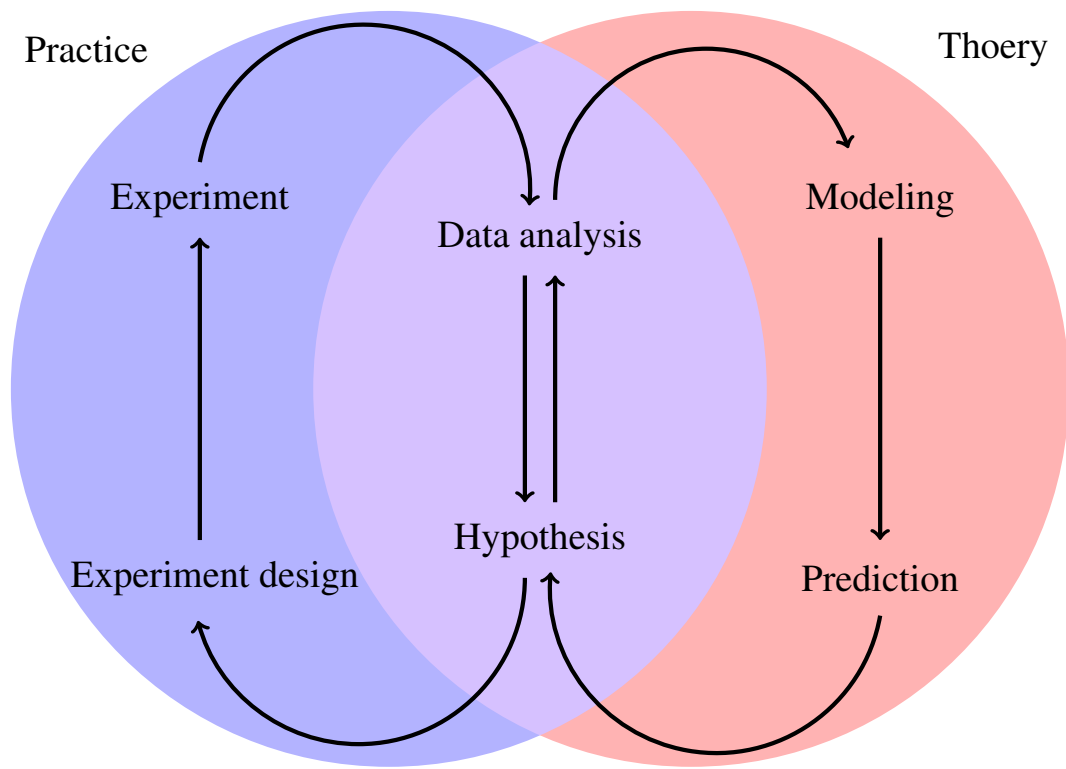 Practice
Thoery
Experiment
Data analysis
Modeling
Hypothesis
Experiment design
Prediction